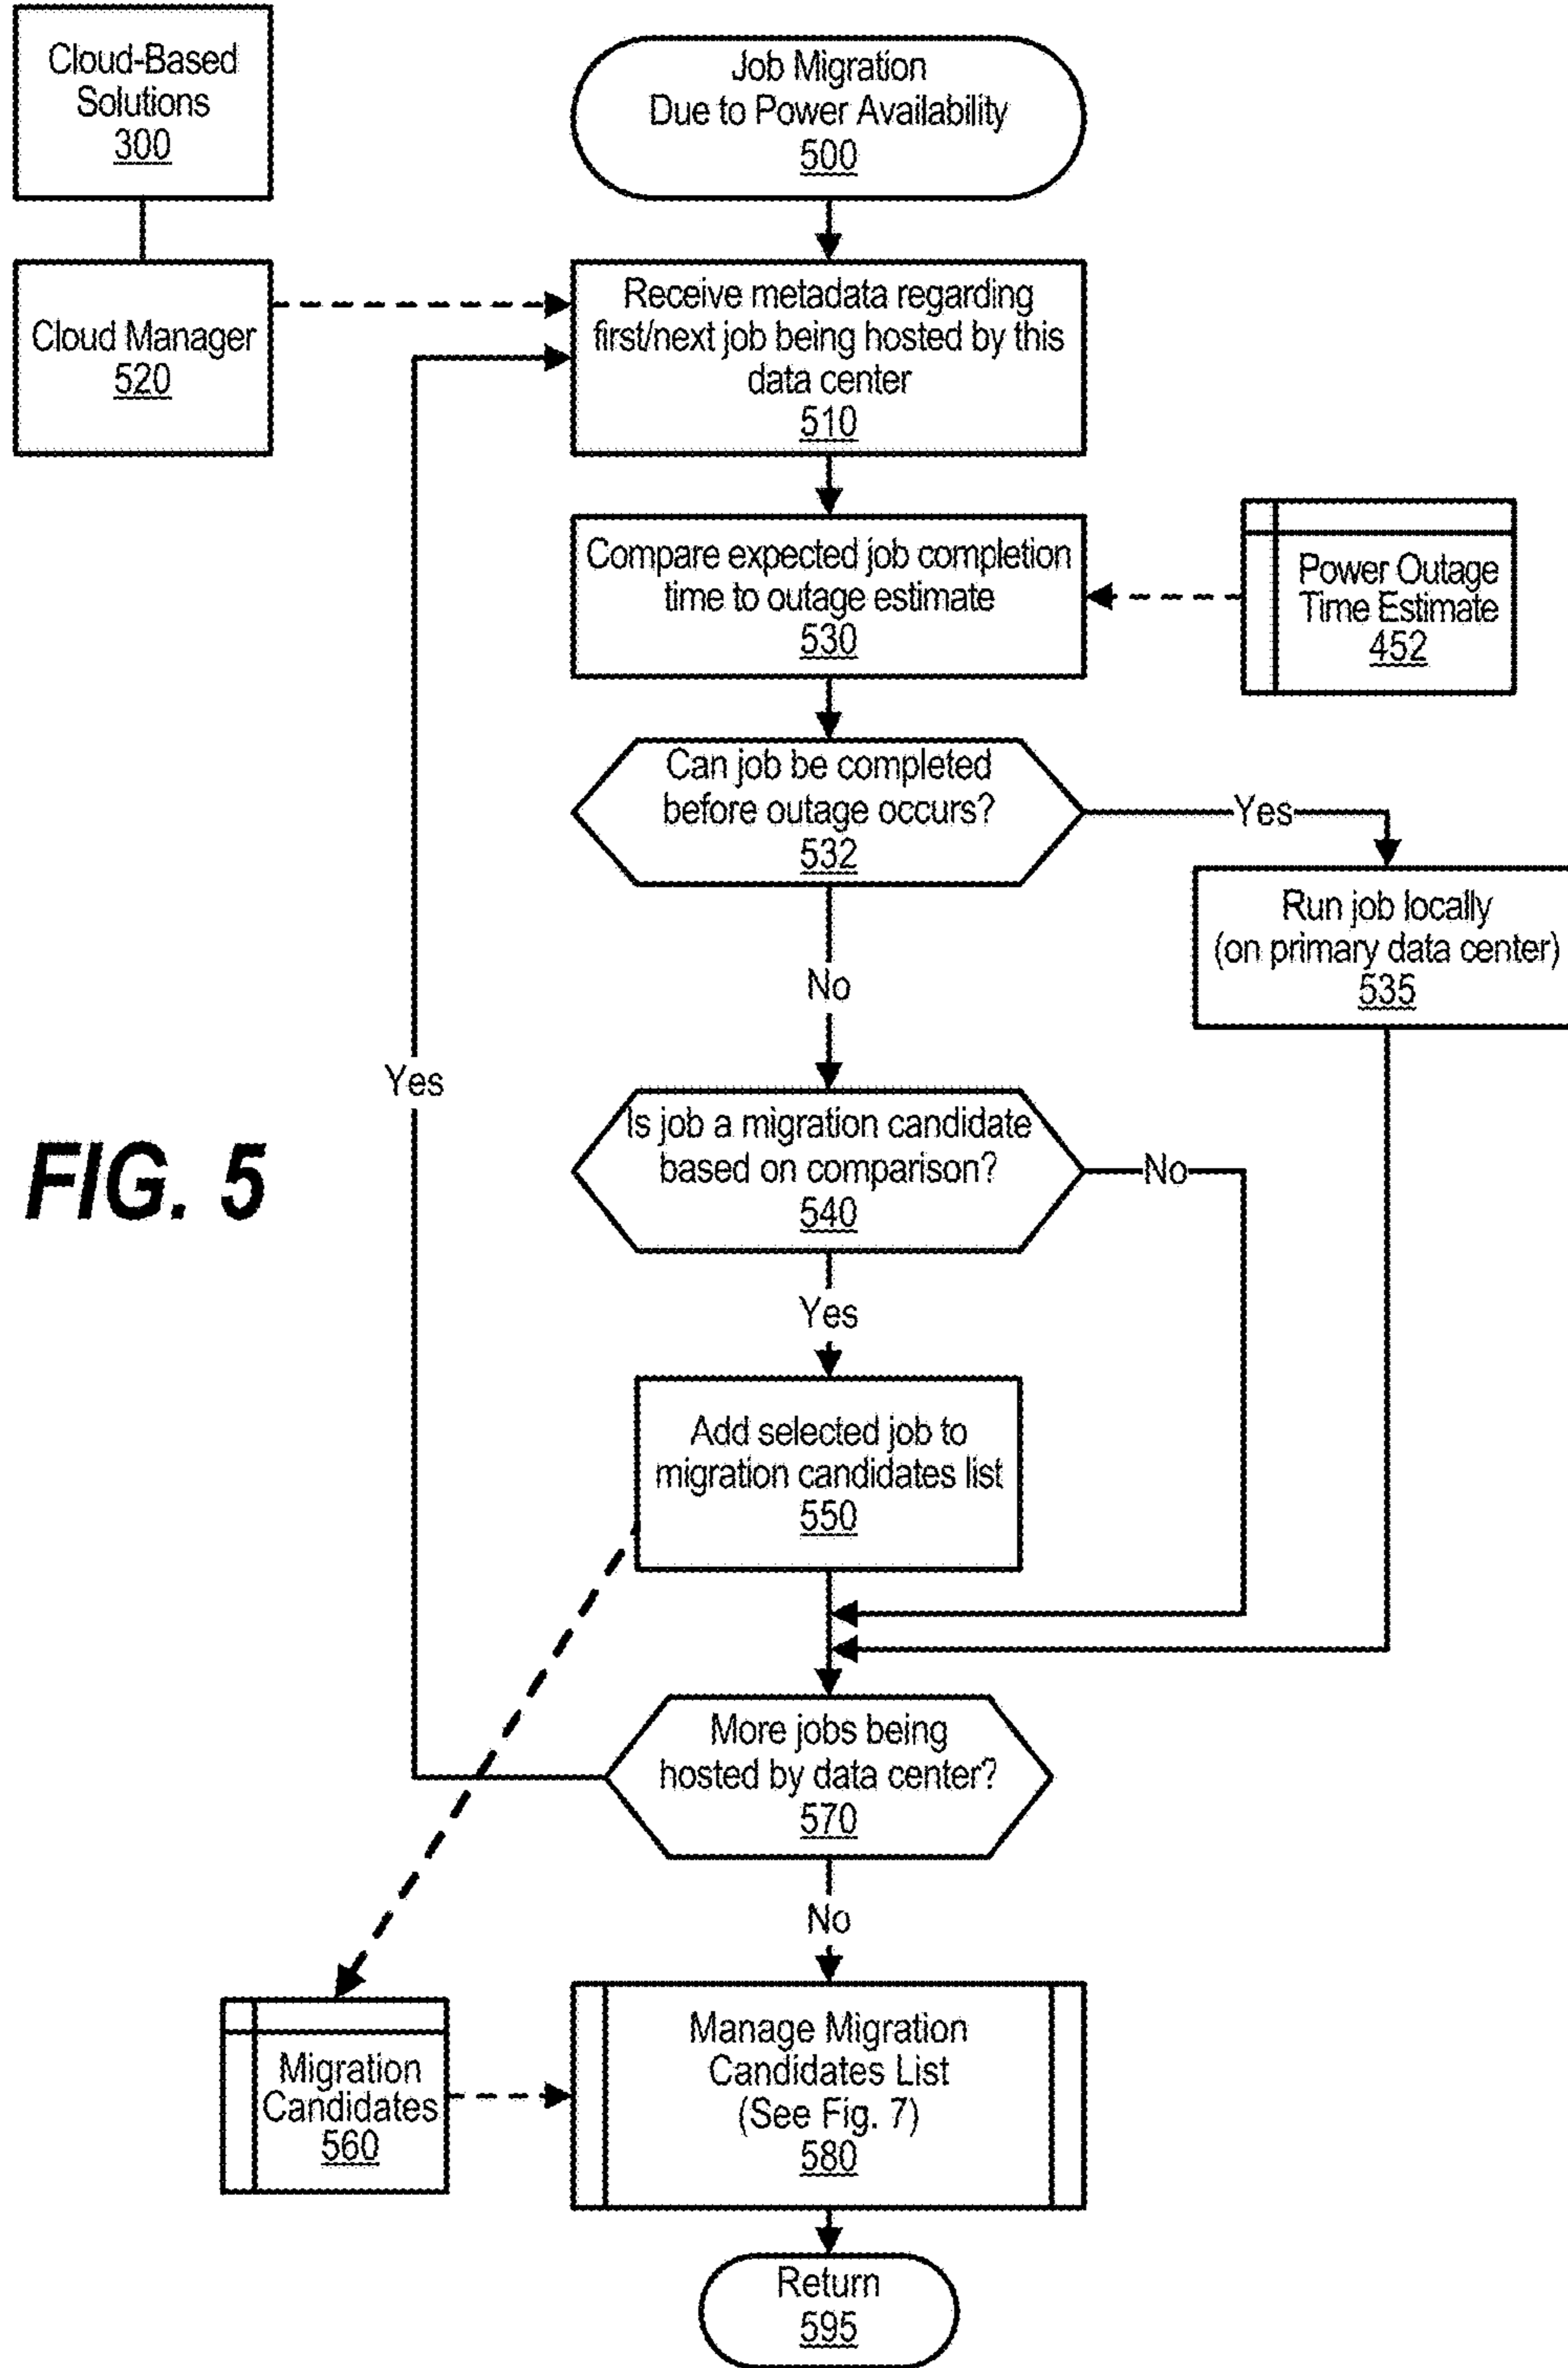 Cloud-Based
Solutions
300
Job Migration
Due to Power Availability
500
Cloud Manager
520
Receive metadata regarding
first/next job being hosted by this
data center
510
Compare expected job completion
time to outage estimate
530
Power Outage
Time Estimate
452
Can job be completed
before outage occurs?
532
Yes
Run job locally
(on primary data center)
535
No
Yes
FIG. 5
Is job a migration candidate
based on comparison?
540
No
Yes
Add selected job to
migration candidates list
550
More jobs being
hosted by data center?
570
No
Migration
Candidates
560
Manage Migration
Candidates List
(See Fig. 7)
580
Return
595